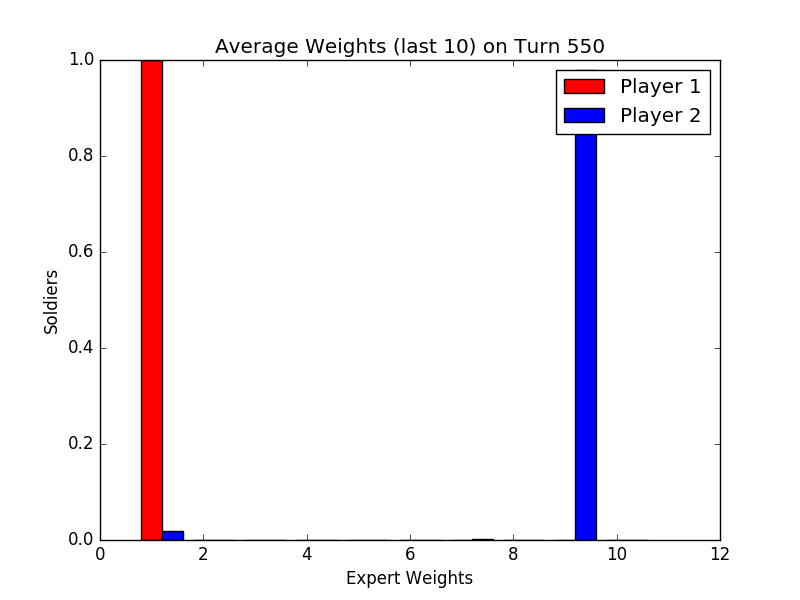 Average Weights (last 10) on Turn 550
Player 1
Player 2
1.0
0.8
0.6
0.4
0.2
0.0
Soldiers
0 2 4 6 8 10 12
Expert Weights